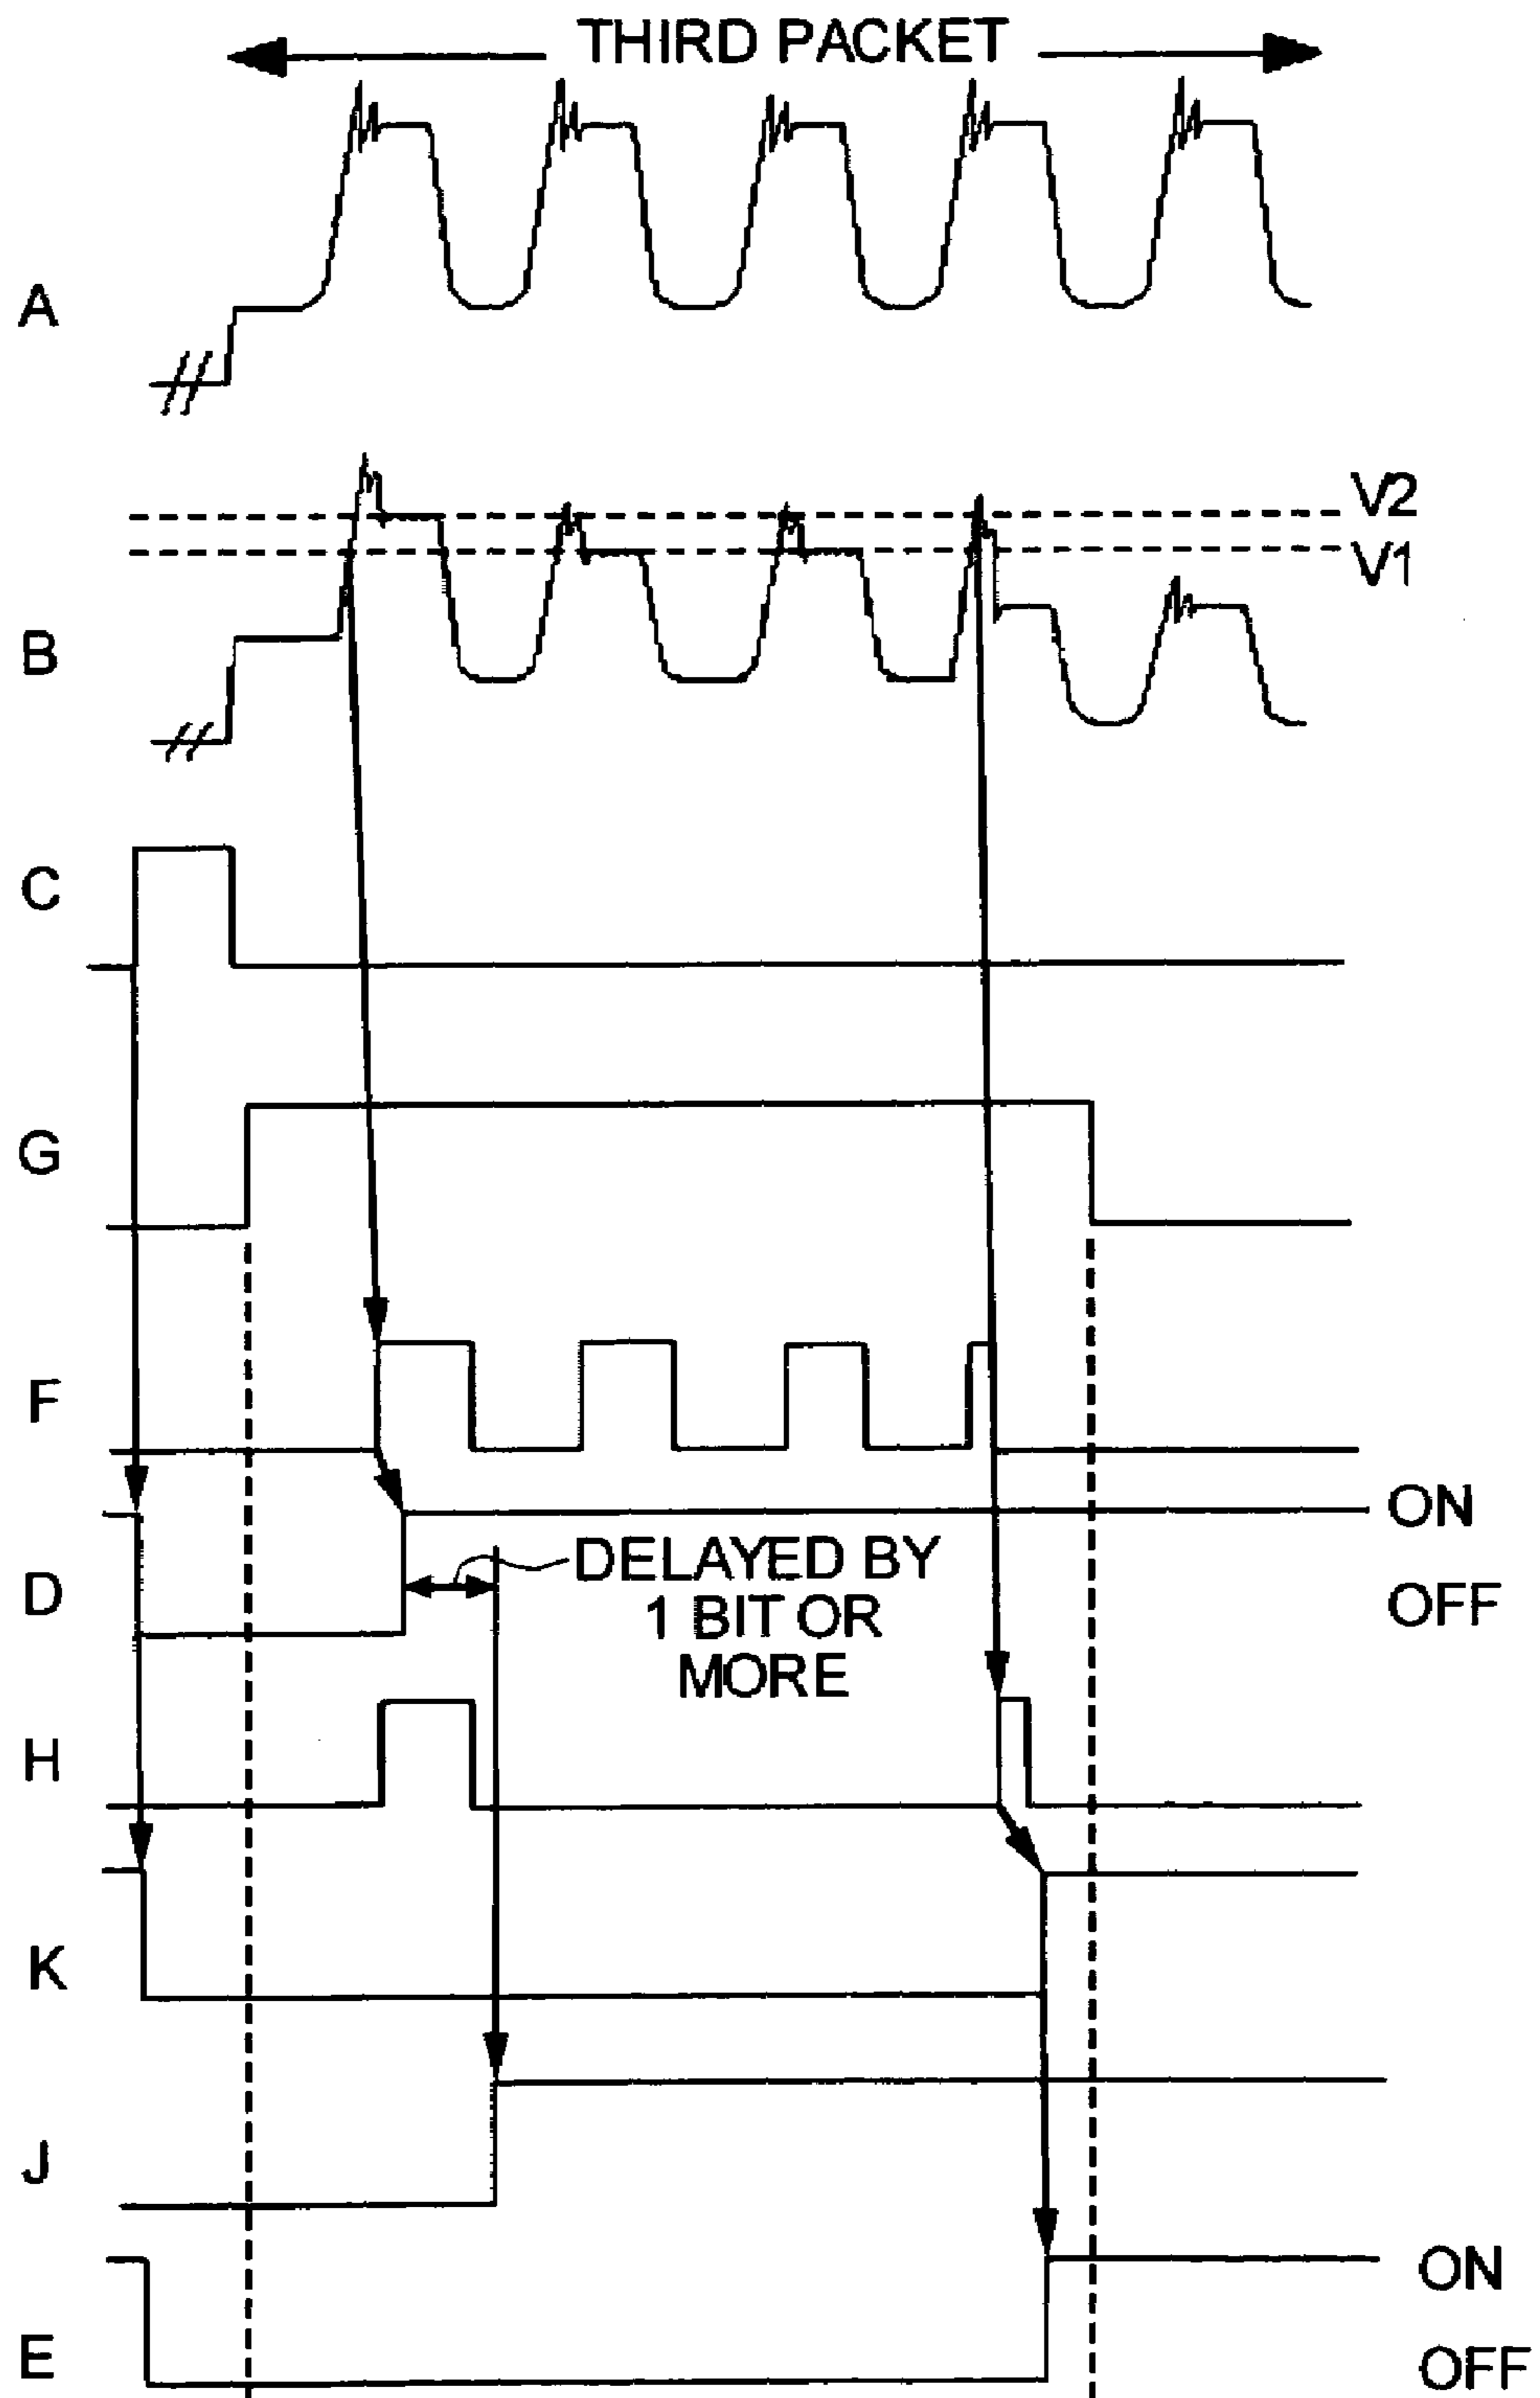 THIRD PACKET
A
V2
V1
B
C
G
F
ON
DELAYED BY
1 BIT OR
MORE
D
OFF
H
K
J
ON
E
OFF